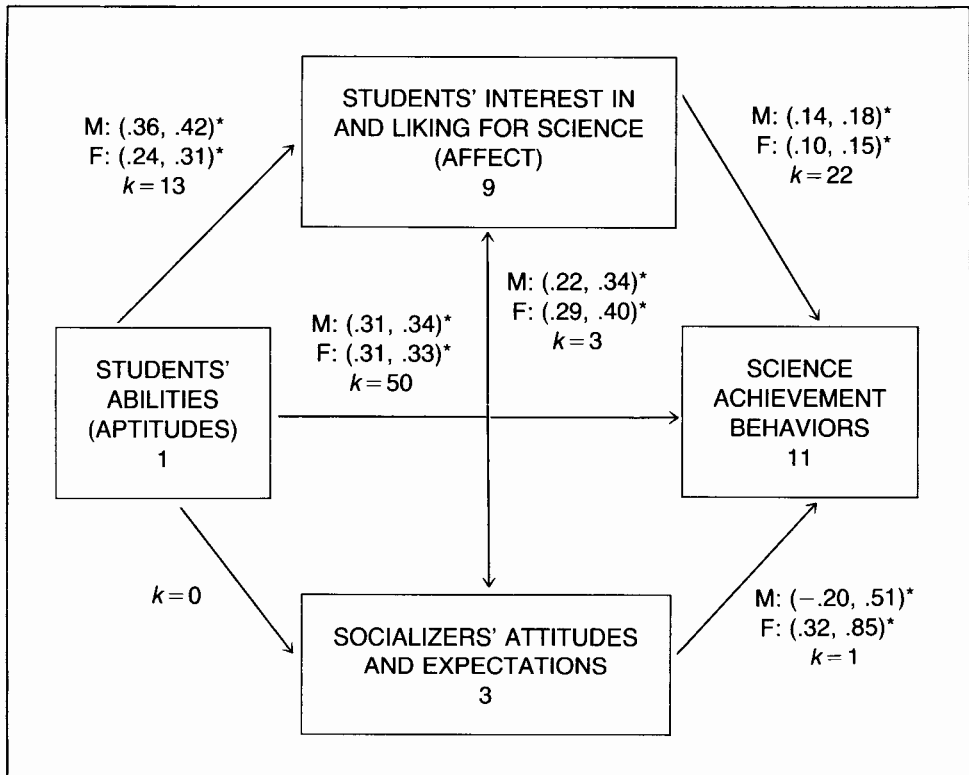 STUDENTS' INTEREST IN
AND LIKING FOR SCIENCE
(AFFECT)
9
M: (.36, .42)*
F: (.24, .31)*
k=13
M: (.14, .18)*
F: (.10, .15)*
k=22
M: (.22, .34)*
F: (.29, .40)*
k=3
M: (.31, .34)*
F: (.31, .33)*
k=50
STUDENTS'
ABILITIES
(APTITUDES)
1
SCIENCE
ACHIEVEMENT
BEHAVIORS
11
k=0
SOCIALIZERS' ATTITUDES
AND EXPECTATIONS
3
M: (−.20, .51)*
F: (.32, .85)*
k=1